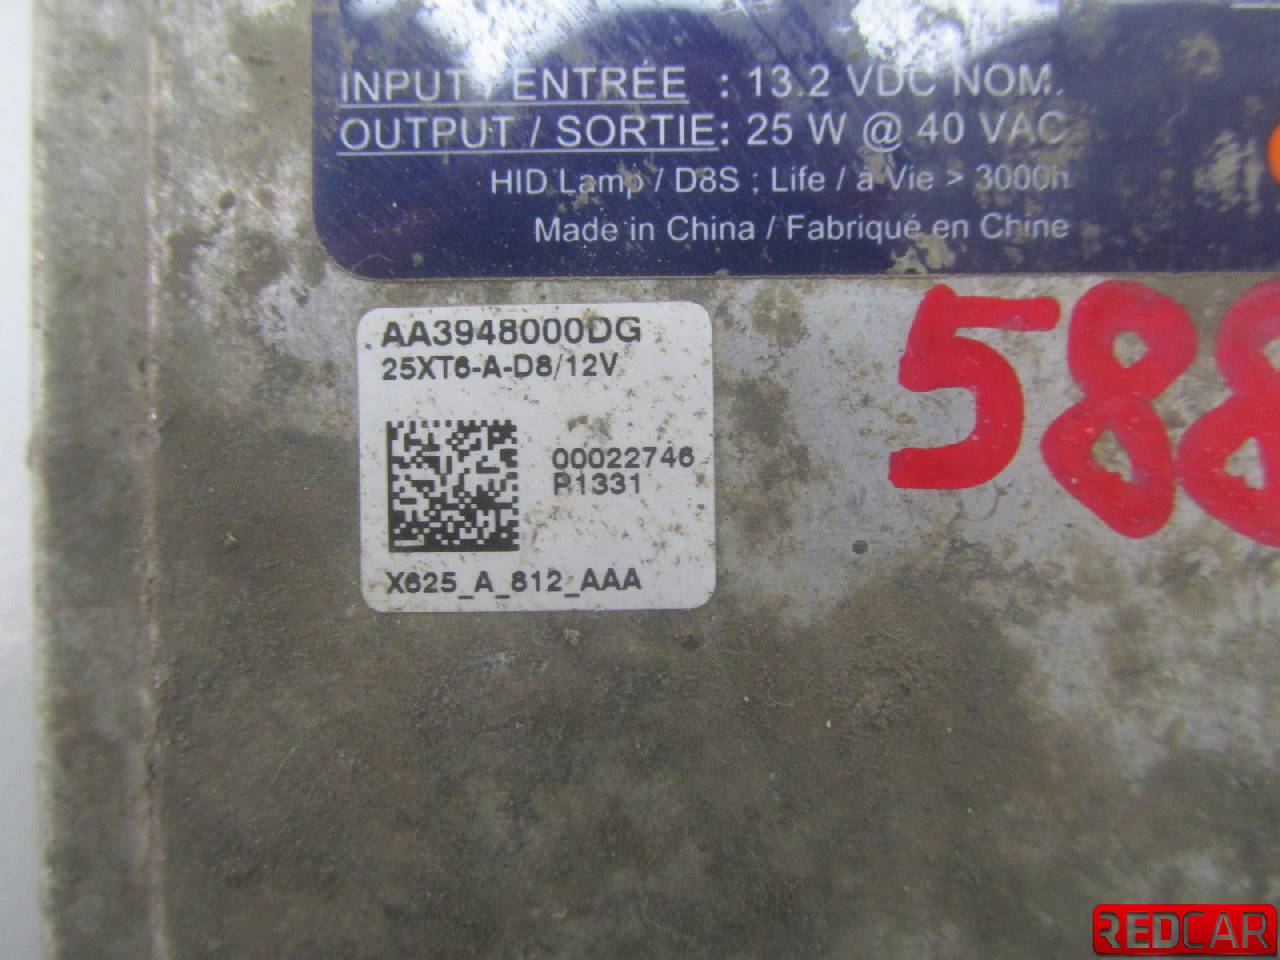 INPUT / ENTRÉE : 13.2 VDC NOM.
OUTPUT / SORTIE: 25 W @ 40 VAC
HID Lamp / D8S ; Life / à Vie > 3000h
Made in China / Fabriqué en Chine
588
AA3948000DG
25XT6-A-D8/12V
00022746
P1331
X625_A_812_AAA
REDCAR